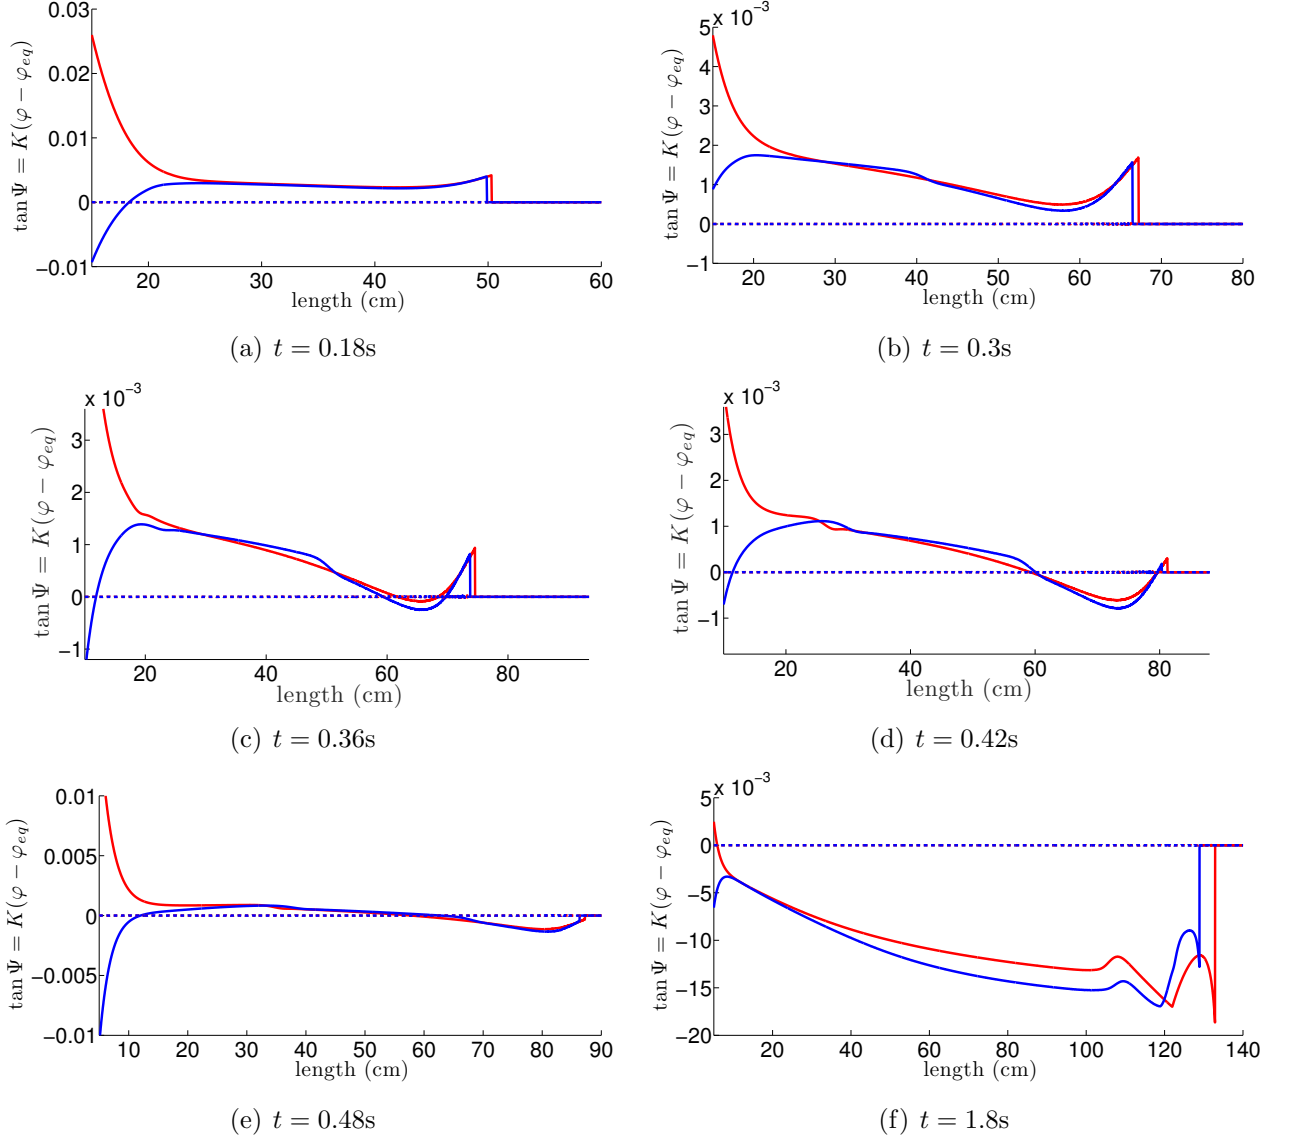 0.03
0.02
0.01
0
−0.01
tan Ψ = K(φ − φeq)
20 30 40 50 60
length (cm)
(a) t = 0.18s
x 10⁻³
5
4
3
2
1
0
−1
tan Ψ = K(φ − φeq)
20 30 40 50 60 70 80
length (cm)
(b) t = 0.3s
x 10⁻³
3
2
1
0
−1
tan Ψ = K(φ − φeq)
20 40 60 80
length (cm)
(c) t = 0.36s
x 10⁻³
3
2
1
0
−1
tan Ψ = K(φ − φeq)
20 40 60 80
length (cm)
(d) t = 0.42s
0.01
0.005
0
−0.005
−0.01
tan Ψ = K(φ − φeq)
10 20 30 40 50 60 70 80 90
length (cm)
(e) t = 0.48s
x 10⁻³
5
0
−5
−10
−15
−20
tan Ψ = K(φ − φeq)
20 40 60 80 100 120 140
length (cm)
(f) t = 1.8s